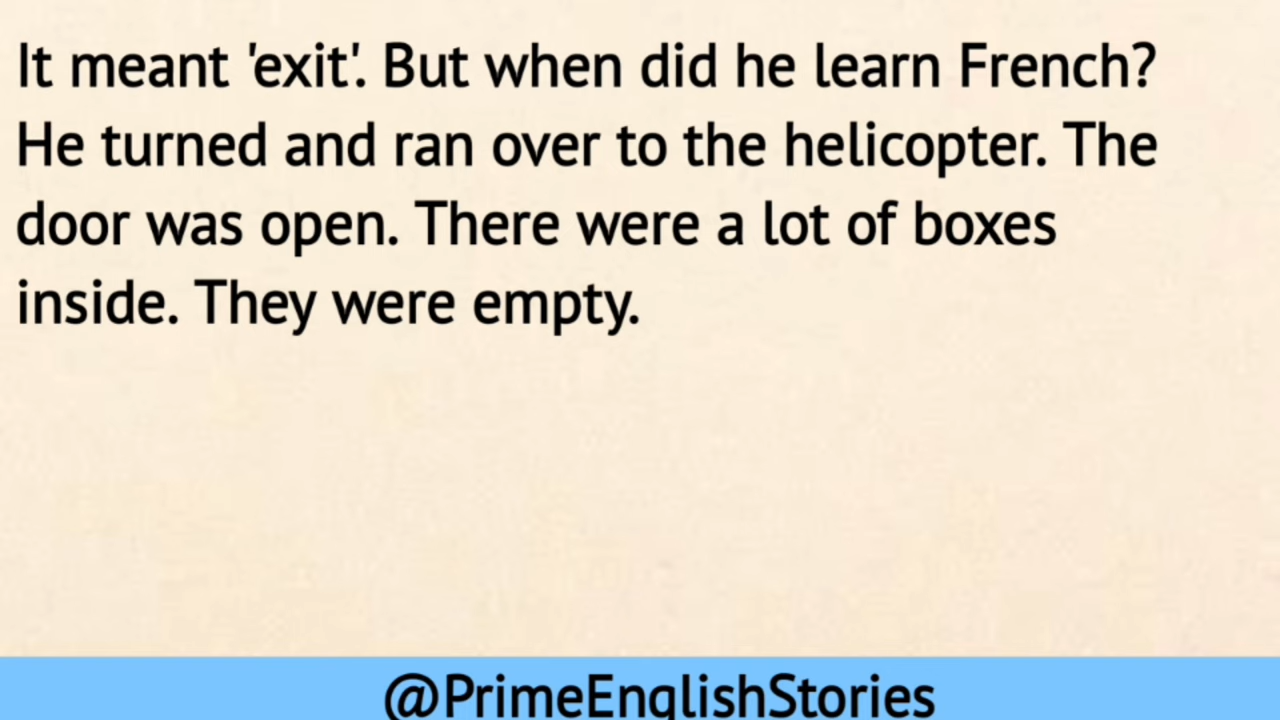 It meant 'exit'. But when did he learn French?
He turned and ran over to the helicopter. The
door was open. There were a lot of boxes
inside. They were empty.
@PrimeEnglishStories